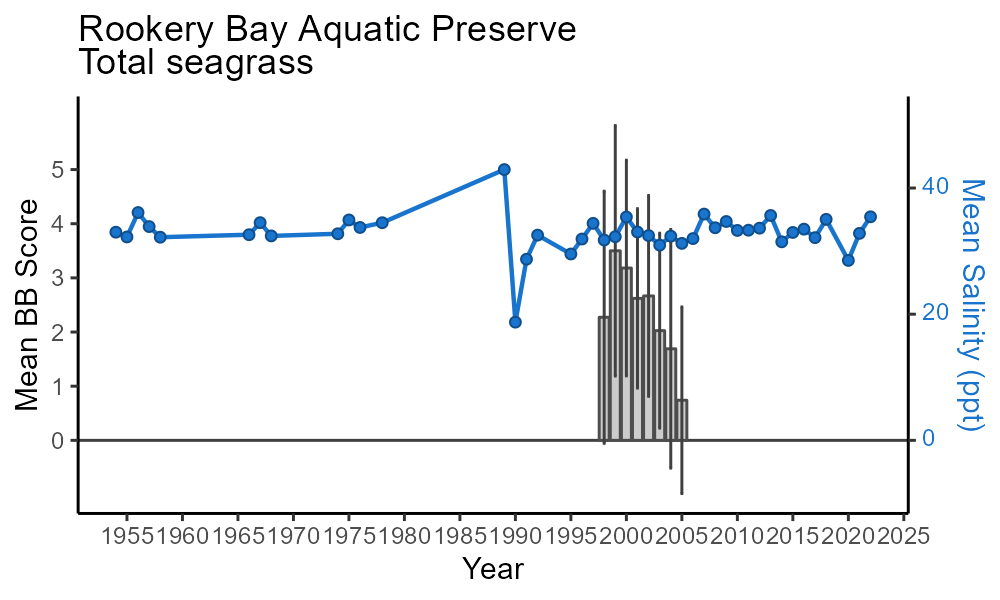 Rookery Bay Aquatic Preserve
Total seagrass
Mean BB Score
5
4
3
2
1
0
40
20
0
Mean Salinity (ppt)
1955 1960 1965 1970 1975 1980 1985 1990 1995 2000 2005 2010 2015 2020 2025
Year